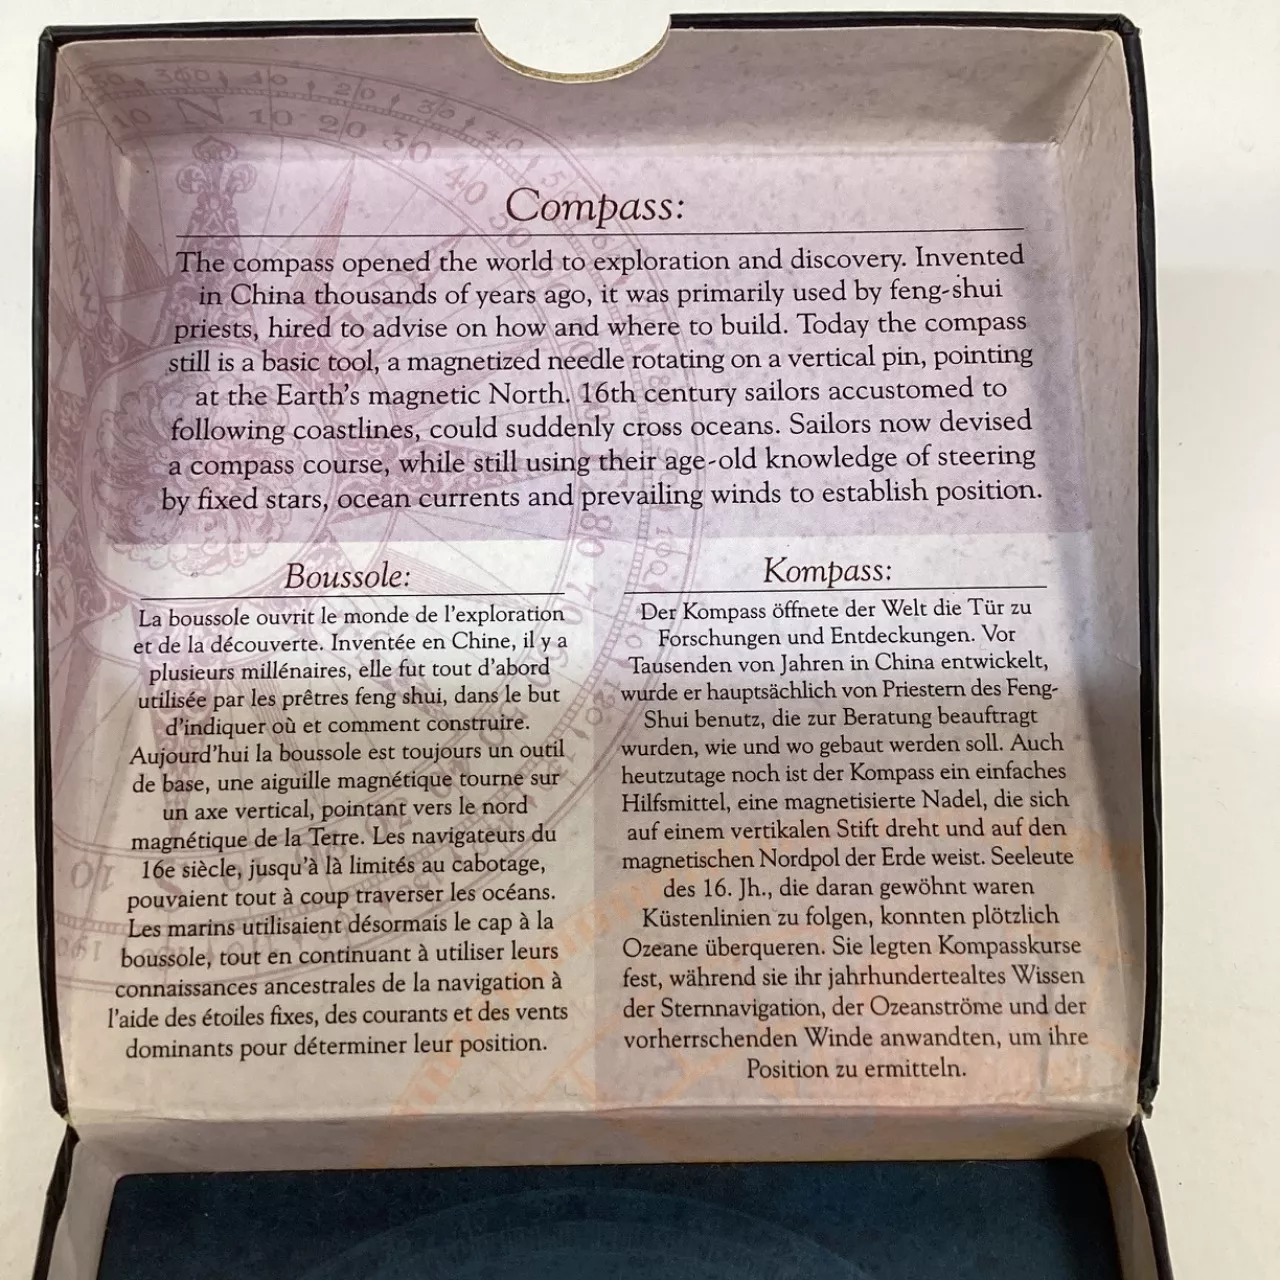 Compass:
The compass opened the world to exploration and discovery. Invented
in China thousands of years ago, it was primarily used by feng-shui
priests, hired to advise on how and where to build. Today the compass
still is a basic tool, a magnetized needle rotating on a vertical pin, pointing
at the Earth's magnetic North. 16th century sailors accustomed to
following coastlines, could suddenly cross oceans. Sailors now devised
a compass course, while still using their age-old knowledge of steering
by fixed stars, ocean currents and prevailing winds to establish position.
Boussole:
La boussole ouvrit le monde de l'exploration
et de la découverte. Inventée en Chine, il y a
plusieurs millénaires, elle fut tout d'abord
utilisée par les prêtres feng shui, dans le but
d'indiquer où et comment construire.
Aujourd'hui la boussole est toujours un outil
de base, une aiguille magnétique tourne sur
un axe vertical, pointant vers le nord
magnétique de la Terre. Les navigateurs du
16e siècle, jusqu'à là limités au cabotage,
pouvaient tout à coup traverser les océans.
Les marins utilisaient désormais le cap à la
boussole, tout en continuant à utiliser leurs
connaissances ancestrales de la navigation à
l'aide des étoiles fixes, des courants et des vents
dominants pour déterminer leur position.
Kompass:
Der Kompass öffnete der Welt die Tür zu
Forschungen und Entdeckungen. Vor
Tausenden von Jahren in China entwickelt,
wurde er hauptsächlich von Priestern des Feng-
Shui benutz, die zur Beratung beauftragt
wurden, wie und wo gebaut werden soll. Auch
heutzutage noch ist der Kompass ein einfaches
Hilfsmittel, eine magnetisierte Nadel, die sich
auf einem vertikalen Stift dreht und auf den
magnetischen Nordpol der Erde weist. Seeleute
des 16. Jh., die daran gewöhnt waren
Küstenlinien zu folgen, konnten plötzlich
Ozeane überqueren. Sie legten Kompasskurse
fest, während sie ihr jahrhundertealtes Wissen
der Sternnavigation, der Ozeanströme und der
vorherrschenden Winde anwandten, um ihre
Position zu ermitteln.